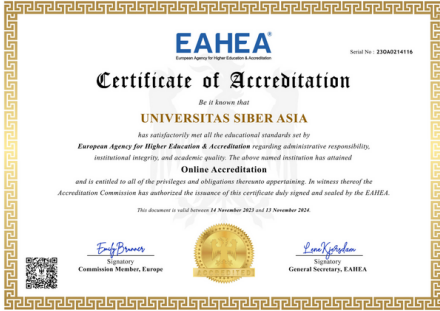 EAHEA®
European Agency for Higher Education & Accreditation
Serial No : 230A0214116
Certificate of Accreditation
Be it known that
UNIVERSITAS SIBER ASIA
has satisfactorily met all the educational standards set by
European Agency for Higher Education & Accreditation regarding administrative responsibility,
institutional integrity, and academic quality. The above named institution has attained
Online Accreditation
and is entitled to all of the privileges and obligations thereunto appertaining. In witness thereof the
Accreditation Commission has authorized the issuance of this certificate duly signed and sealed by the EAHEA.
This document is valid between 14 November 2023 and 13 November 2024.
Emily Brunner
Signatory
Commission Member, Europe
ACCREDITED
Signatory
General Secretary, EAHEA